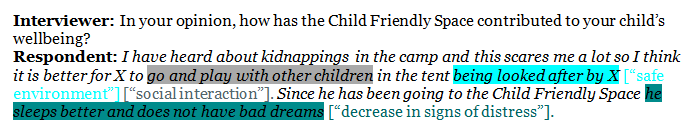 Interviewer: In your opinion, how has the Child Friendly Space contributed to your child’s
wellbeing?
Respondent: I have heard about kidnappings in the camp and this scares me a lot so I think
it is better for X to go and play with other children in the tent being looked after by X [“safe
environment”] [“social interaction”]. Since he has been going to the Child Friendly Space he
sleeps better and does not have bad dreams [“decrease in signs of distress”].